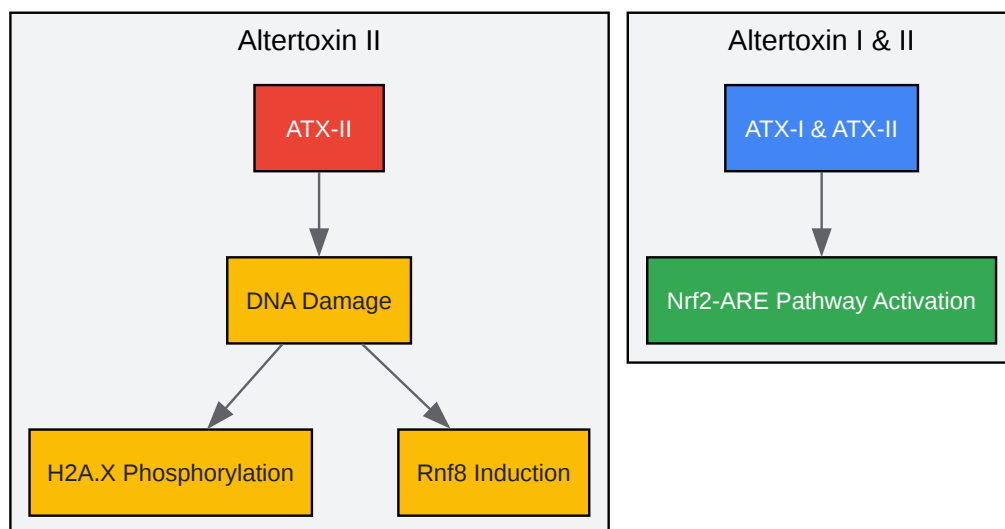 Altertoxin II
ATX-II
DNA Damage
H2A.X Phosphorylation
Rnf8 Induction
Altertoxin I & II
ATX-I & ATX-II
Nrf2-ARE Pathway Activation